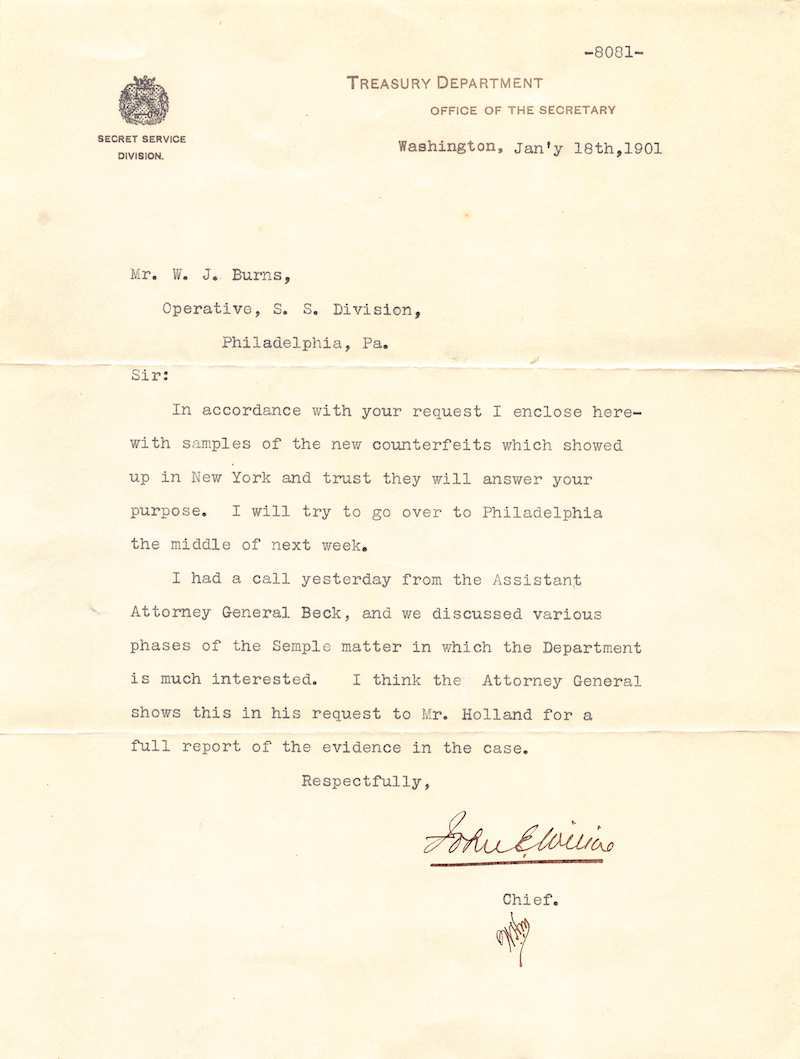 -8081-
TREASURY DEPARTMENT
OFFICE OF THE SECRETARY
SECRET SERVICE
DIVISION.
Washington, Jan'y 18th,1901
Mr. W. J. Burns,
Operative, S. S. Division,
Philadelphia, Pa.
Sir:
In accordance with your request I enclose here-
with samples of the new counterfeits which showed
up in New York and trust they will answer your
purpose. I will try to go over to Philadelphia
the middle of next week.
I had a call yesterday from the Assistant
Attorney General Beck, and we discussed various
phases of the Semple matter in which the Department
is much interested. I think the Attorney General
shows this in his request to Mr. Holland for a
full report of the evidence in the case.
Respectfully,
John E Wilkie
Chief.